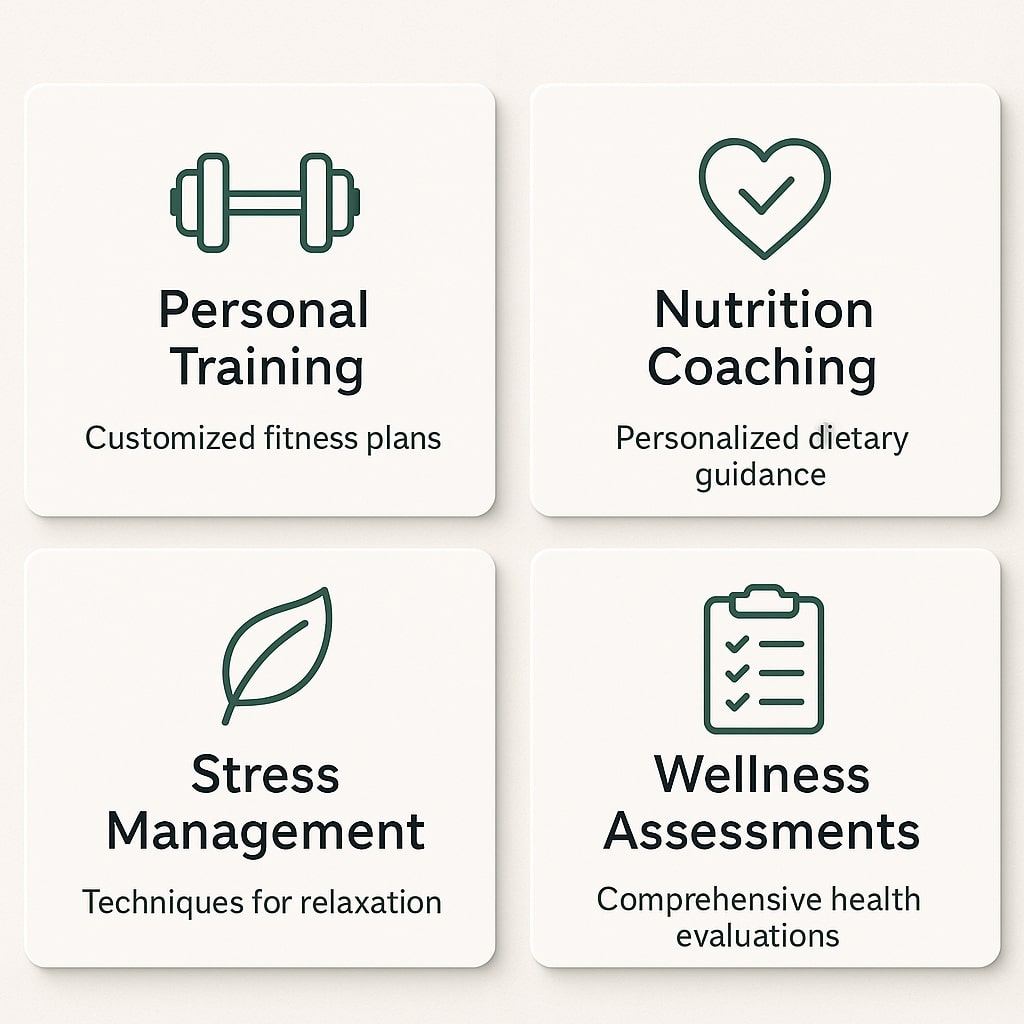 Personal
Training
Customized fitness plans
Nutrition
Coaching
Personalized dietary
guidance
Stress
Management
Techniques for relaxation
Wellness
Assessments
Comprehensive health
evaluations